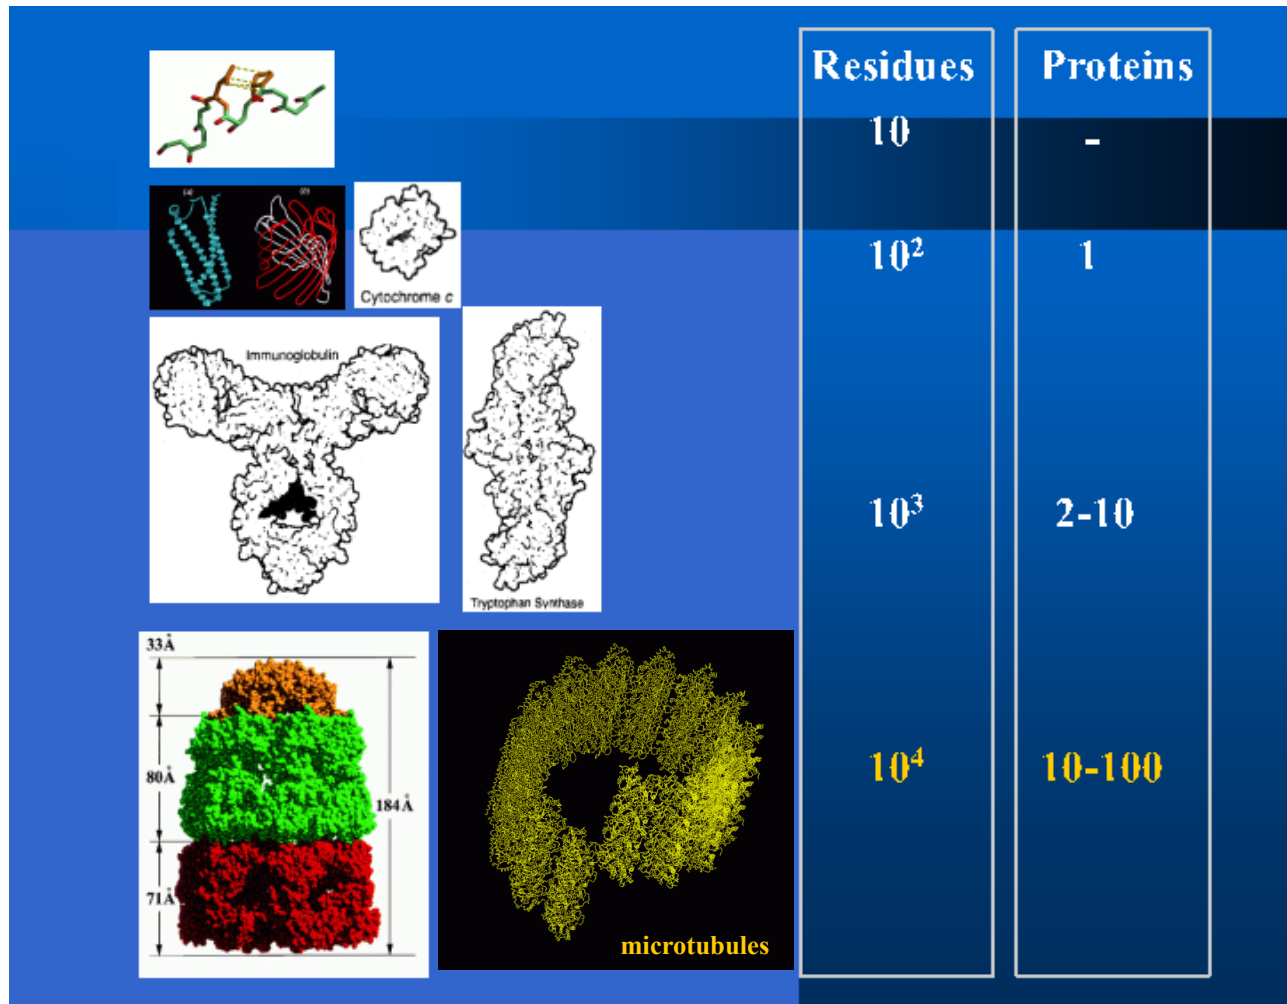 Residues Proteins
10 -
10² 1
Cytochrome c
Immunoglobulin
10³ 2-10
Tryptophan Synthase
33Å
80Å
184Å
71Å
10⁴ 10-100
microtubules